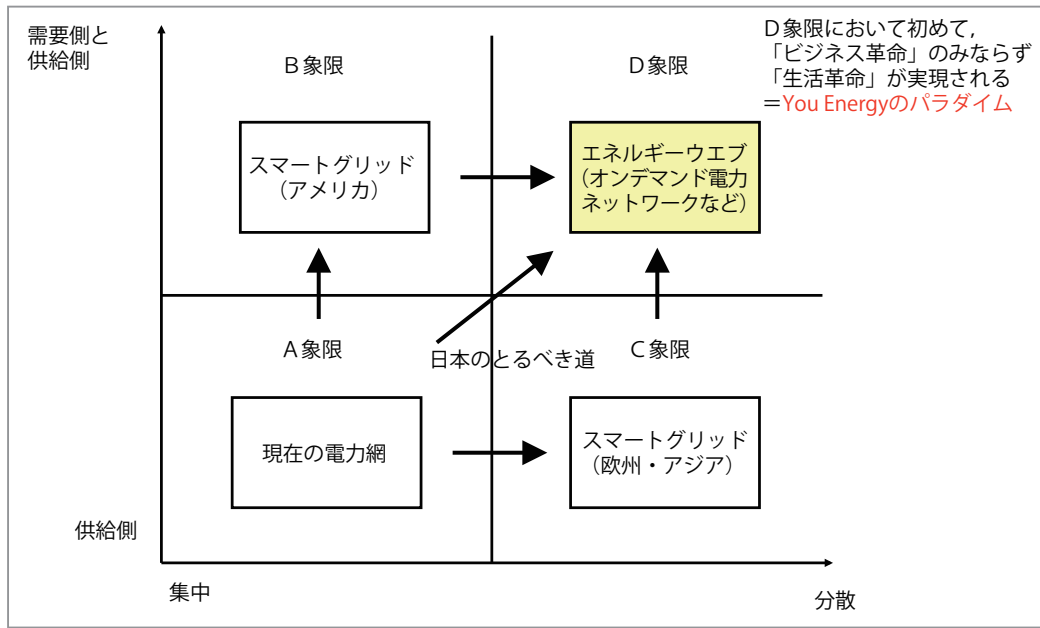 需要側と
供給側
B象限
D象限
D象限において初めて,
「ビジネス革命」のみならず
「生活革命」が実現される
=You Energyのパラダイム
スマートグリッド
(アメリカ)
エネルギーウエブ
(オンデマンド電力
ネットワークなど)
A象限
日本のとるべき道
C象限
現在の電力網
スマートグリッド
(欧州・アジア)
供給側
集中
分散